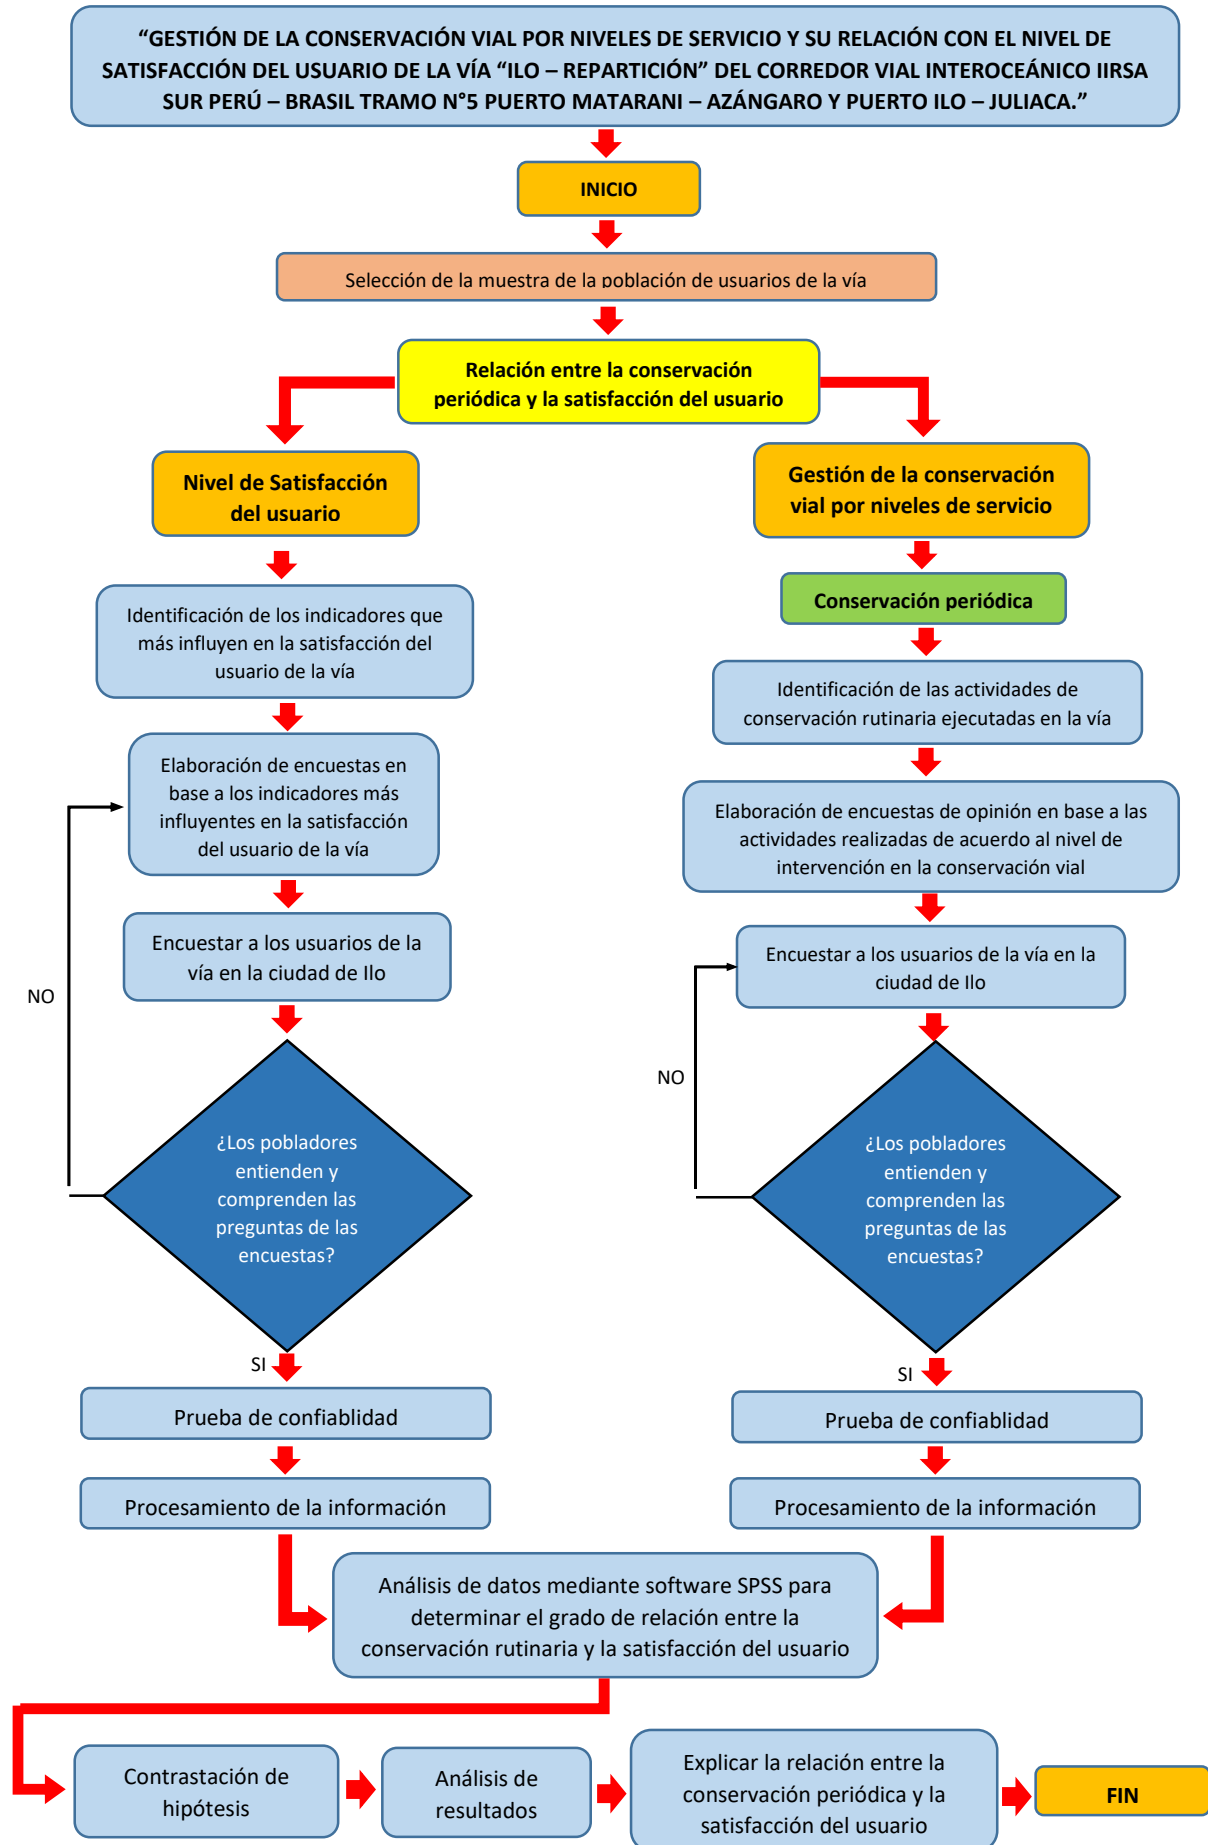 “GESTIÓN DE LA CONSERVACIÓN VIAL POR NIVELES DE SERVICIO Y SU RELACIÓN CON EL NIVEL DE
SATISFACCIÓN DEL USUARIO DE LA VÍA “ILO – REPARTICIÓN” DEL CORREDOR VIAL INTEROCEÁNICO IIRSA
SUR PERÚ – BRASIL TRAMO N°5 PUERTO MATARANI – AZÁNGARO Y PUERTO ILO – JULIACA.”
INICIO
Selección de la muestra de la población de usuarios de la vía
Relación entre la conservación
periódica y la satisfacción del usuario
Nivel de Satisfacción
del usuario
Identificación de los indicadores que
más influyen en la satisfacción del
usuario de la vía
Elaboración de encuestas en
base a los indicadores más
influyentes en la satisfacción
del usuario de la vía
Encuestar a los usuarios de la
vía en la ciudad de Ilo
NO
¿Los pobladores
entienden y
comprenden las
preguntas de las
encuestas?
SI
Prueba de confiablidad
Procesamiento de la información
Gestión de la conservación
vial por niveles de servicio
Conservación periódica
Identificación de las actividades de
conservación rutinaria ejecutadas en la vía
Elaboración de encuestas de opinión en base a las
actividades realizadas de acuerdo al nivel de
intervención en la conservación vial
Encuestar a los usuarios de la vía en la
ciudad de Ilo
NO
¿Los pobladores
entienden y
comprenden las
preguntas de las
encuestas?
SI
Prueba de confiablidad
Procesamiento de la información
Análisis de datos mediante software SPSS para
determinar el grado de relación entre la
conservación rutinaria y la satisfacción del usuario
Contrastación de
hipótesis
Análisis de
resultados
Explicar la relación entre la
conservación periódica y la
satisfacción del usuario
FIN